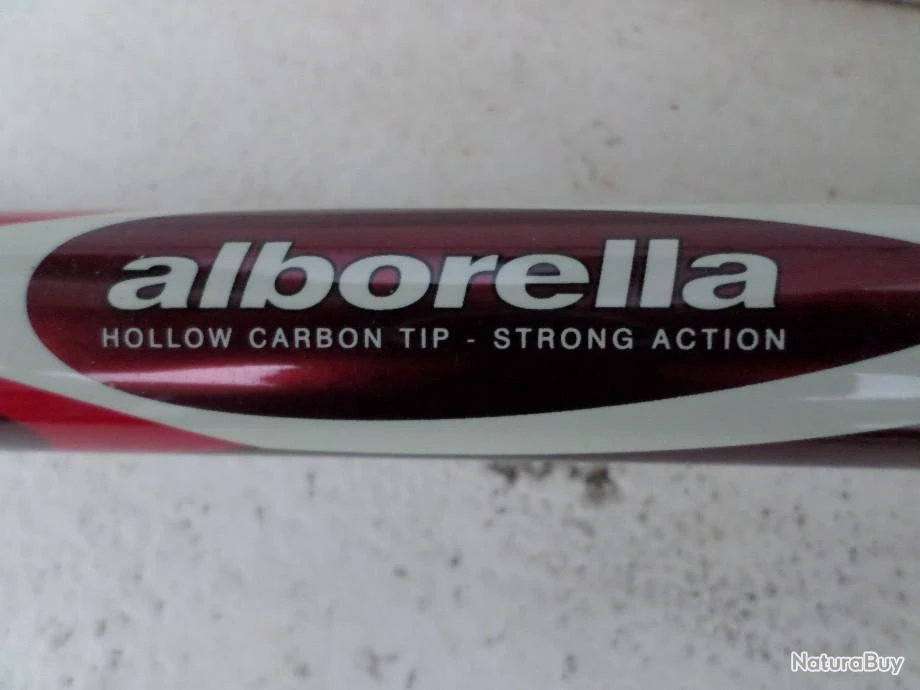 alborella
HOLLOW CARBON TIP - STRONG ACTION
NaturaBuy